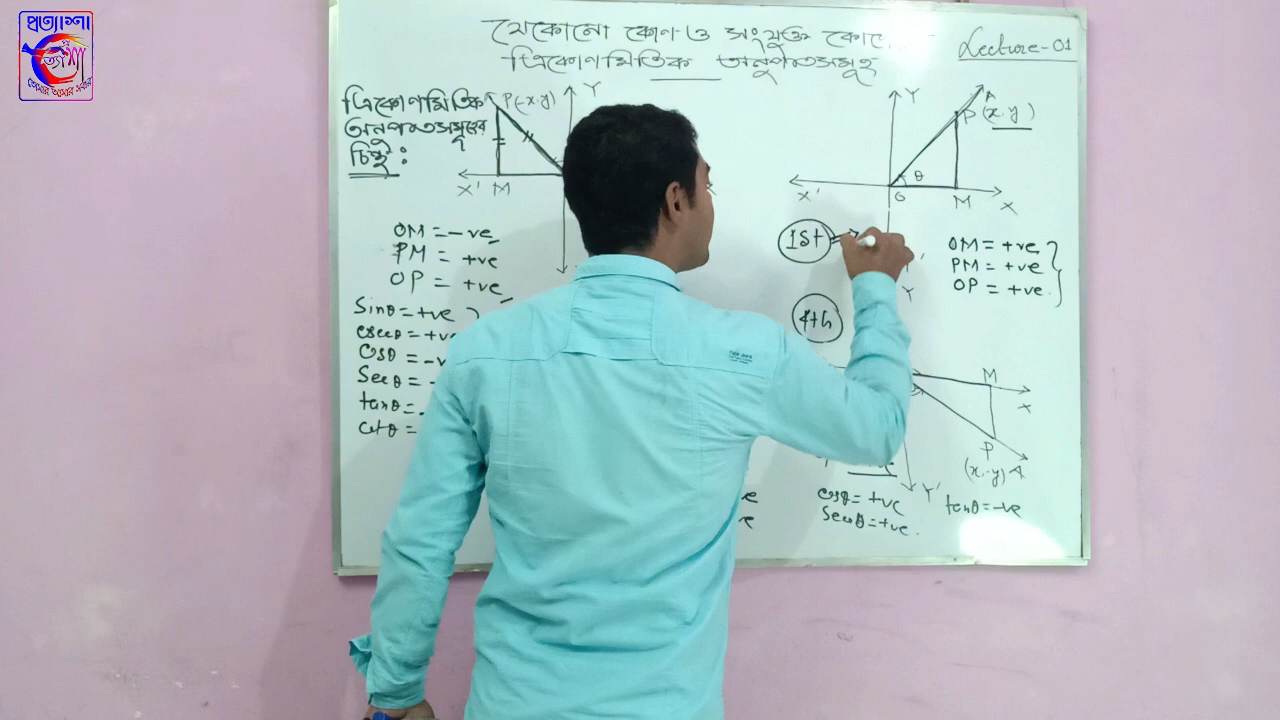 প্রত্যাশা
যেকোনো কোণ ও সংযুক্ত
ত্রিকোণমিতিক অনুপাতসমূহ
Lecture-01
ত্রিকোণমিতিক
অনুপাতসমূহের
চিহ্ন :
P(-x,y)
Y
X' M
OM = -ve
PM = +ve
OP = +ve
sinθ = +ve
cosecθ = +ve
cosθ = -v
secθ = -
tanθ = -
cotθ =
Y
A
P(x,y)
θ
X' O M X
1st
OM = +ve
PM = +ve
OP = +ve
Y
4th
M
X
P
(x,-y) A
Y'
cosθ = +ve
secθ = +ve.
tanθ = -ve